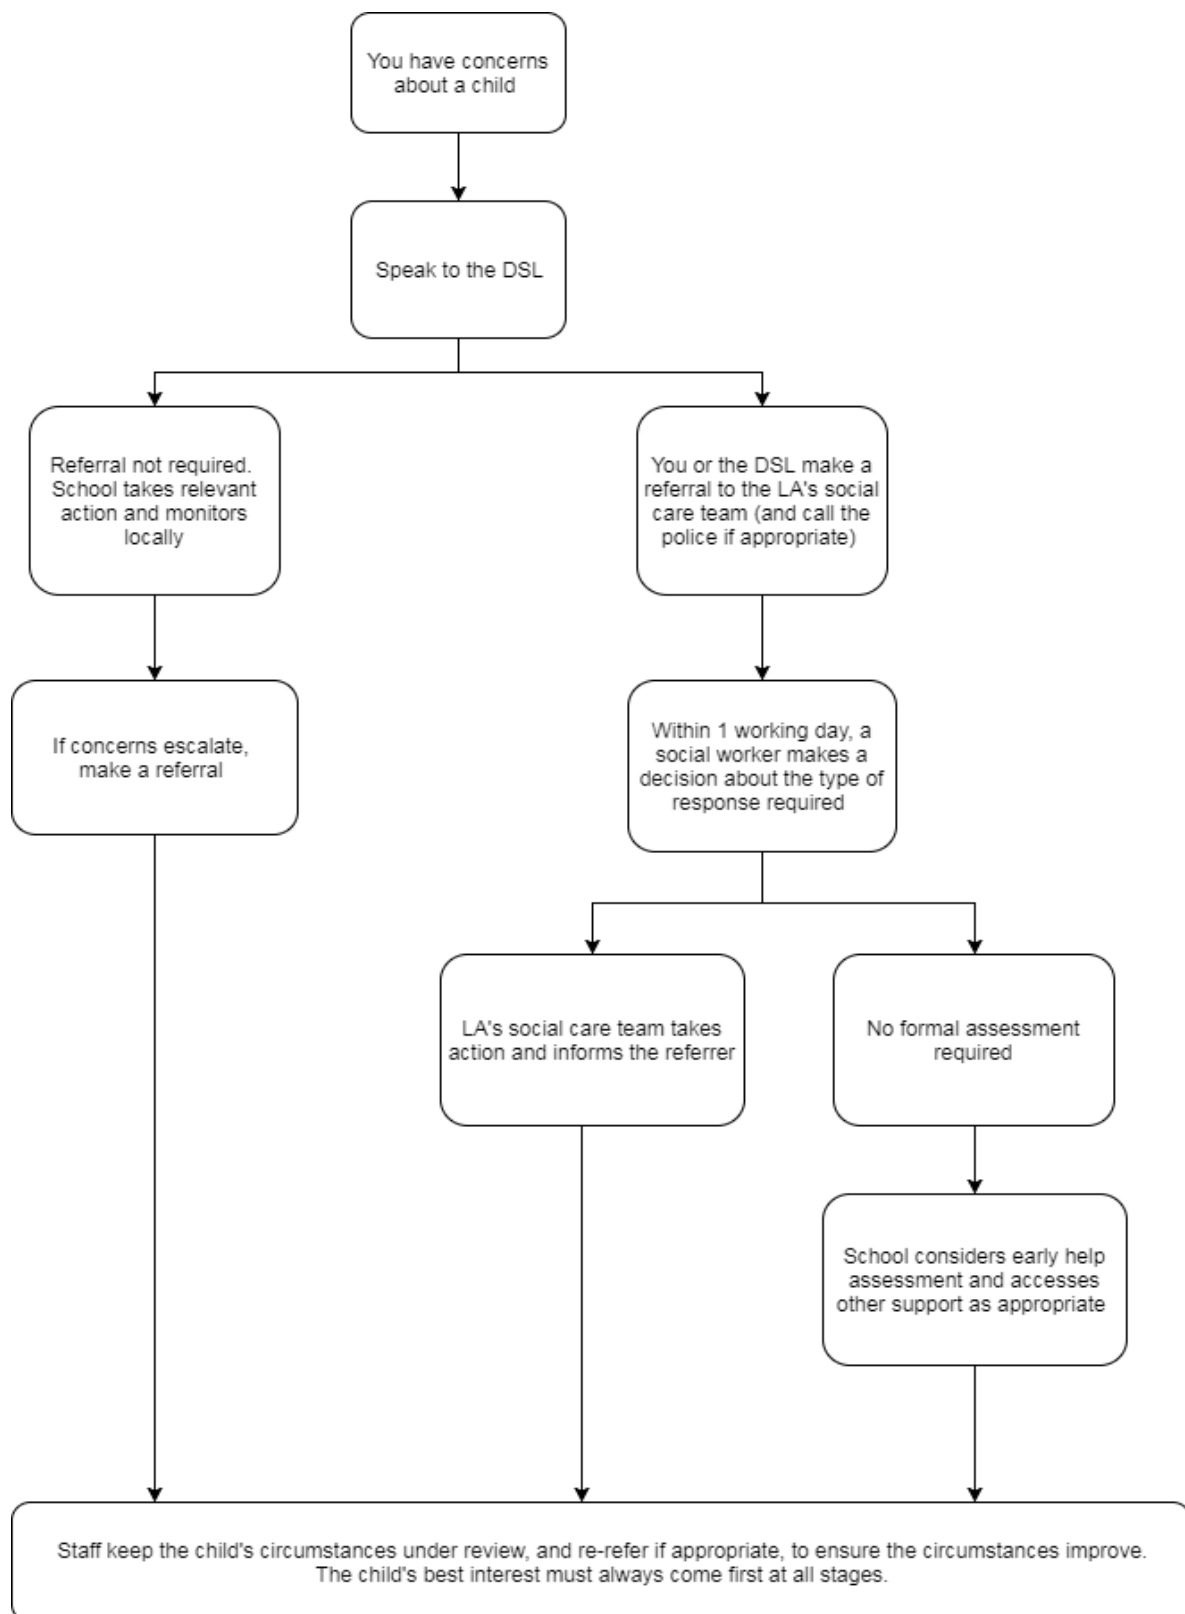 You have concerns
about a child
Speak to the DSL
Referral not required.
School takes relevant
action and monitors
locally
You or the DSL make a
referral to the LA's social
care team (and call the
police if appropriate)
If concerns escalate,
make a referral
Within 1 working day, a
social worker makes a
decision about the type of
response required
LA's social care team takes
action and informs the referrer
No formal assessment
required
School considers early help
assessment and accesses
other support as appropriate
Staff keep the child's circumstances under review, and re-refer if appropriate, to ensure the circumstances improve.
The child's best interest must always come first at all stages.